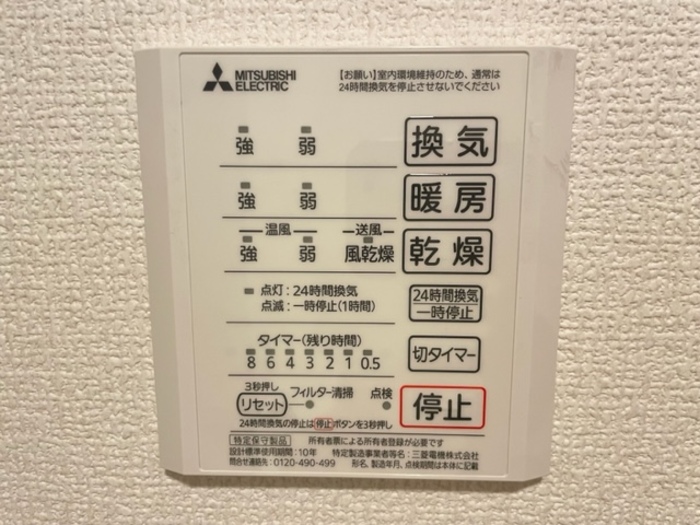 MITSUBISHI
ELECTRIC
【お願い】室内環境維持のため、通常は
24時間換気を停止させないでください
強 弱 換気
強 弱 暖房
温風 送風
強 弱 風乾燥 乾燥
点灯:24時間換気
点滅:一時停止(1時間)
24時間換気
一時停止
タイマー(残り時間)
8 6 4 3 2 1 0.5
切タイマー
3秒押し
リセット フィルター清掃 点検
停止
24時間換気の停止は停止ボタンを3秒押し
特定保守製品 所有者票による所有者登録が必要です
設計標準使用期間:10年 特定製造事業者等名:三菱電機株式会社
問合せ連絡先:0120-490-499 形名、製造年月、点検期間は本体に記載